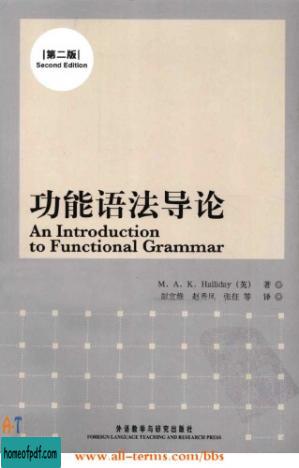 第二版
Second Edition
功能语法导论
An Introduction
to Functional Grammar
M. A. K. Halliday (英) 著
彭宣维 赵秀凤 张征 等 译
A·T
外语教学与研究出版社
FOREIGN LANGUAGE TEACHING AND RESEARCH PRESS
homeofpdf.com
www.all-terms.com/bbs